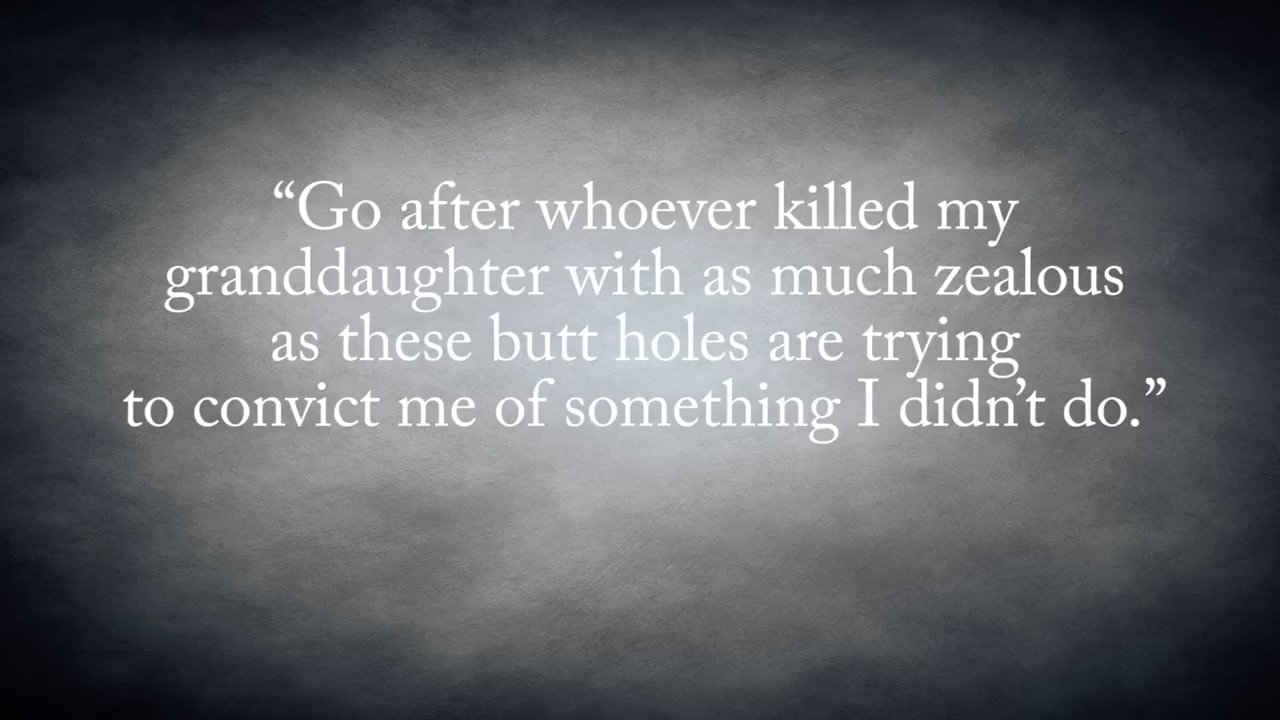 “Go after whoever killed my
granddaughter with as much zealous
as these butt holes are trying
to convict me of something I didn’t do.”